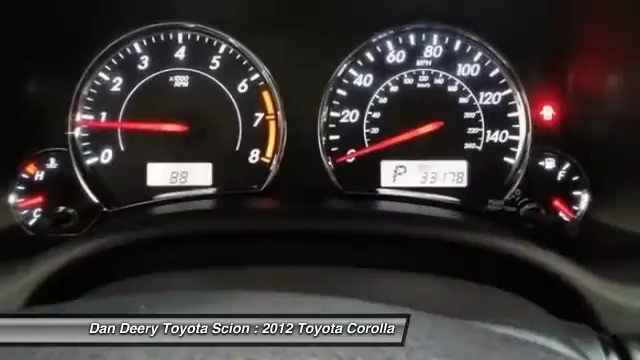 0 1 2 3 4 5 6 7 8
x1000
RPM
88
H
C
20 40 60 80 100 120 140
MPH
km/h
P 33178
F
Dan Deery Toyota Scion : 2012 Toyota Corolla